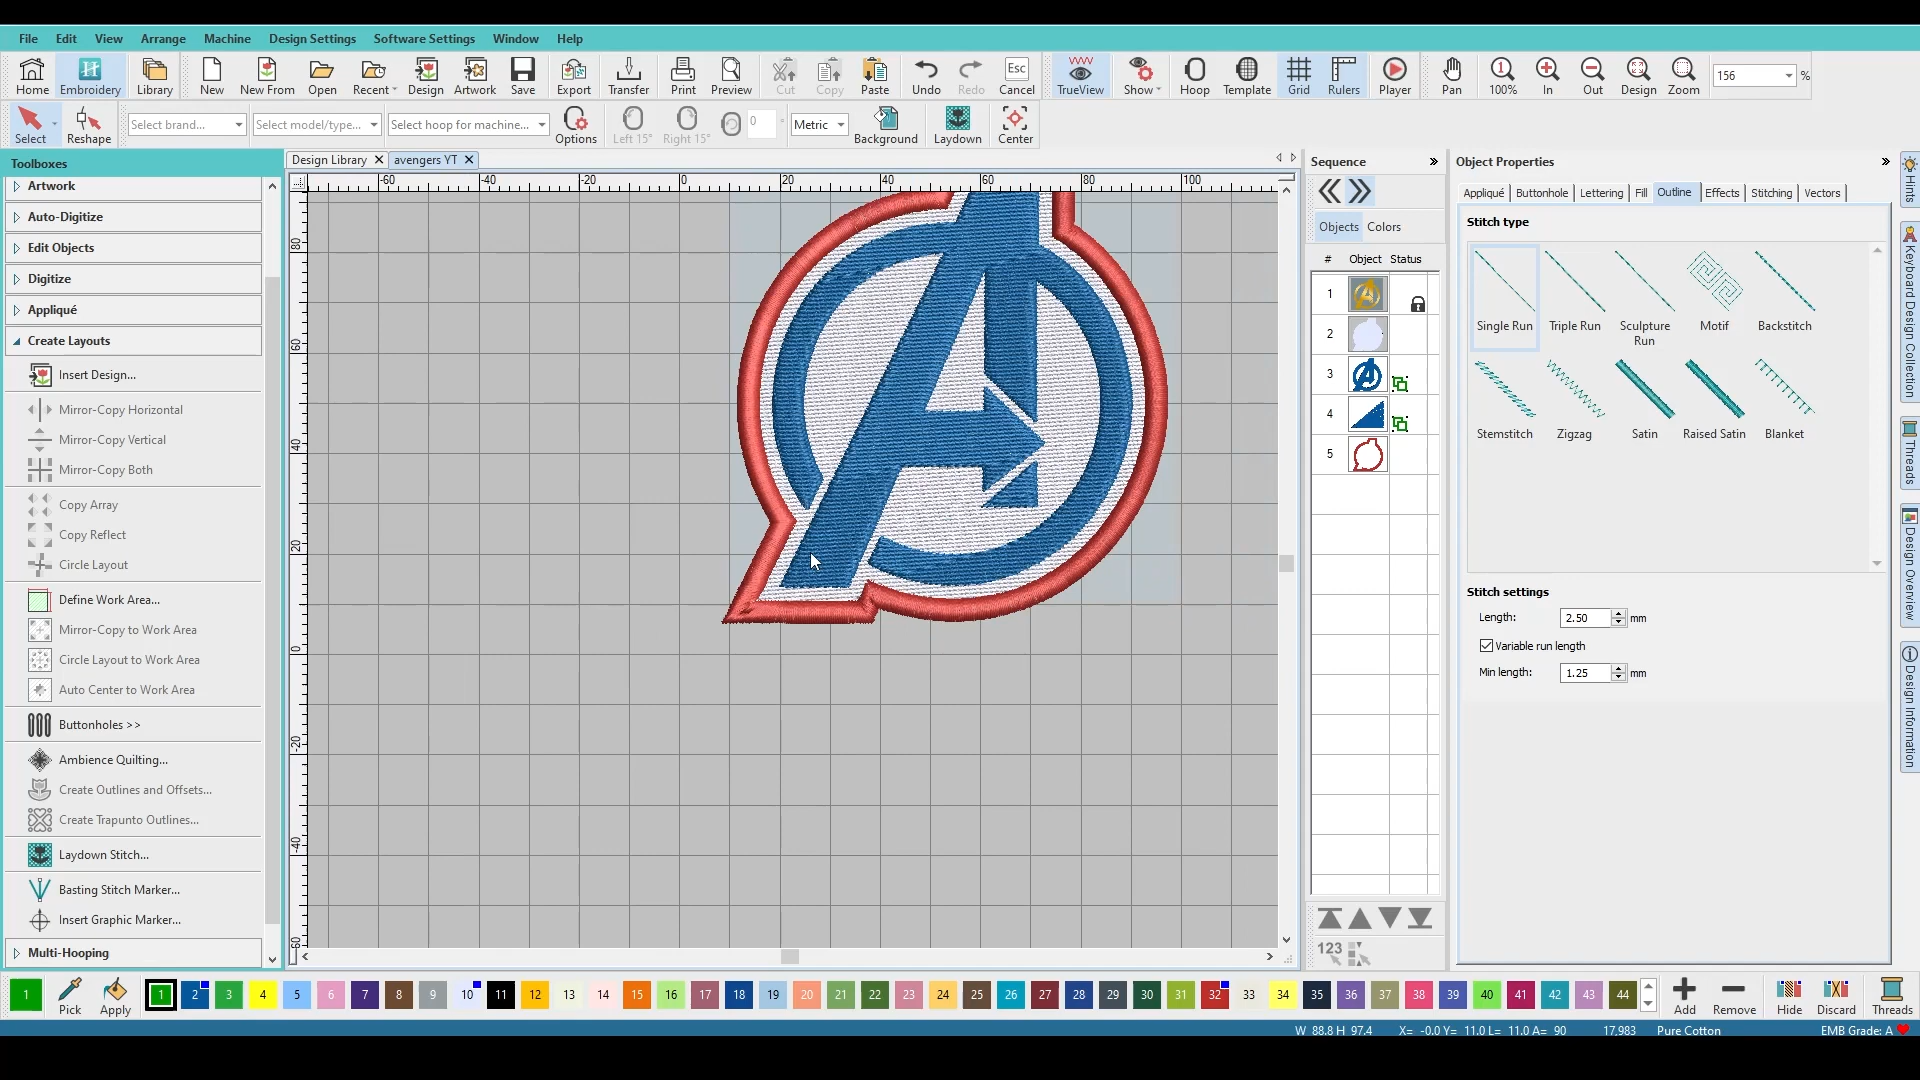 File Edit View Arrange Machine Design Settings Software Settings Window Help
Home Embroidery Library New New From Open Recent Design Artwork Save Export Transfer Print Preview Cut Copy Paste Undo Redo Esc Cancel TrueView Show Hoop Template Grid Rulers Player Pan 1 100% In Out Design Zoom 156 %
Select Reshape Select brand... Select model/type... Select hoop for machine... Options Left 15° Right 15° 0 ° Metric Background Laydown Center
Toolboxes
Artwork
Auto-Digitize
Edit Objects
Digitize
Appliqué
Create Layouts
Insert Design...
Mirror-Copy Horizontal
Mirror-Copy Vertical
Mirror-Copy Both
Copy Array
Copy Reflect
Circle Layout
Define Work Area...
Mirror-Copy to Work Area
Circle Layout to Work Area
Auto Center to Work Area
Buttonholes >>
Ambience Quilting...
Create Outlines and Offsets...
Create Trapunto Outlines...
Laydown Stitch...
Basting Stitch Marker...
Insert Graphic Marker...
Multi-Hooping
Design Library avengers YT
-60 -40 -20 0 20 40 60 80 100
80
60
40
20
0
-20
-40
-60
Sequence
Objects Colors
# Object Status
1
2
3
4
5
123
Object Properties
Appliqué Buttonhole Lettering Fill Outline Effects Stitching Vectors
Stitch type
Single Run Triple Run Sculpture Run Motif Backstitch
Stemstitch Zigzag Satin Raised Satin Blanket
Stitch settings
Length: 2.50 mm
Variable run length
Min length: 1.25 mm
Hints
Keyboard Design Collection
Threads
Design Overview
Design Information
1 Pick Apply 1 2 3 4 5 6 7 8 9 10 11 12 13 14 15 16 17 18 19 20 21 22 23 24 25 26 27 28 29 30 31 32 33 34 35 36 37 38 39 40 41 42 43 44 Add Remove Hide Discard Threads
W 88.8 H 97.4 X= -0.0 Y= 11.0 L= 11.0 A= 90 17,983 Pure Cotton EMB Grade: A